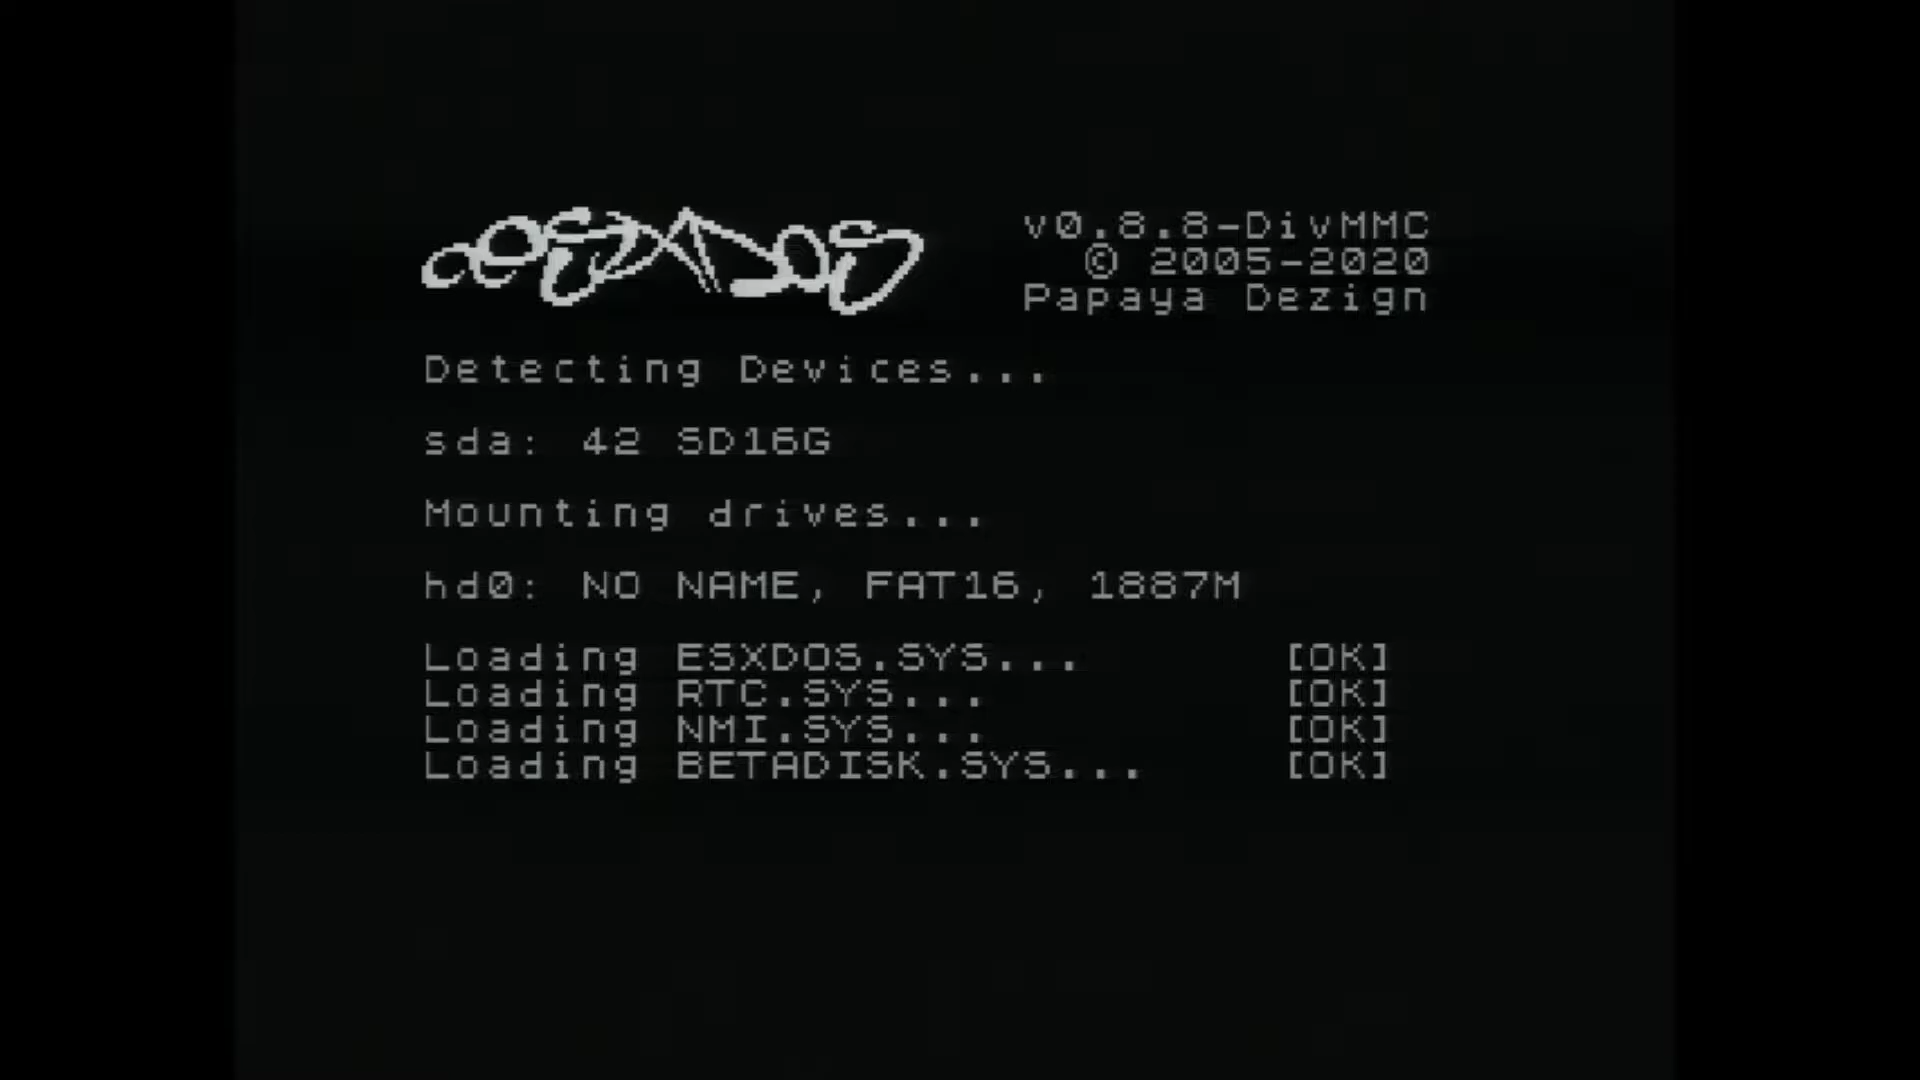 v0.8.8-DivMMC
© 2005-2020
Papaya Dezign
Detecting Devices...
sda: 42 SD16G
Mounting drives...
hd0: NO NAME, FAT16, 1887M
Loading ESXDOS.SYS... [OK]
Loading RTC.SYS... [OK]
Loading NMI.SYS... [OK]
Loading BETADISK.SYS... [OK]